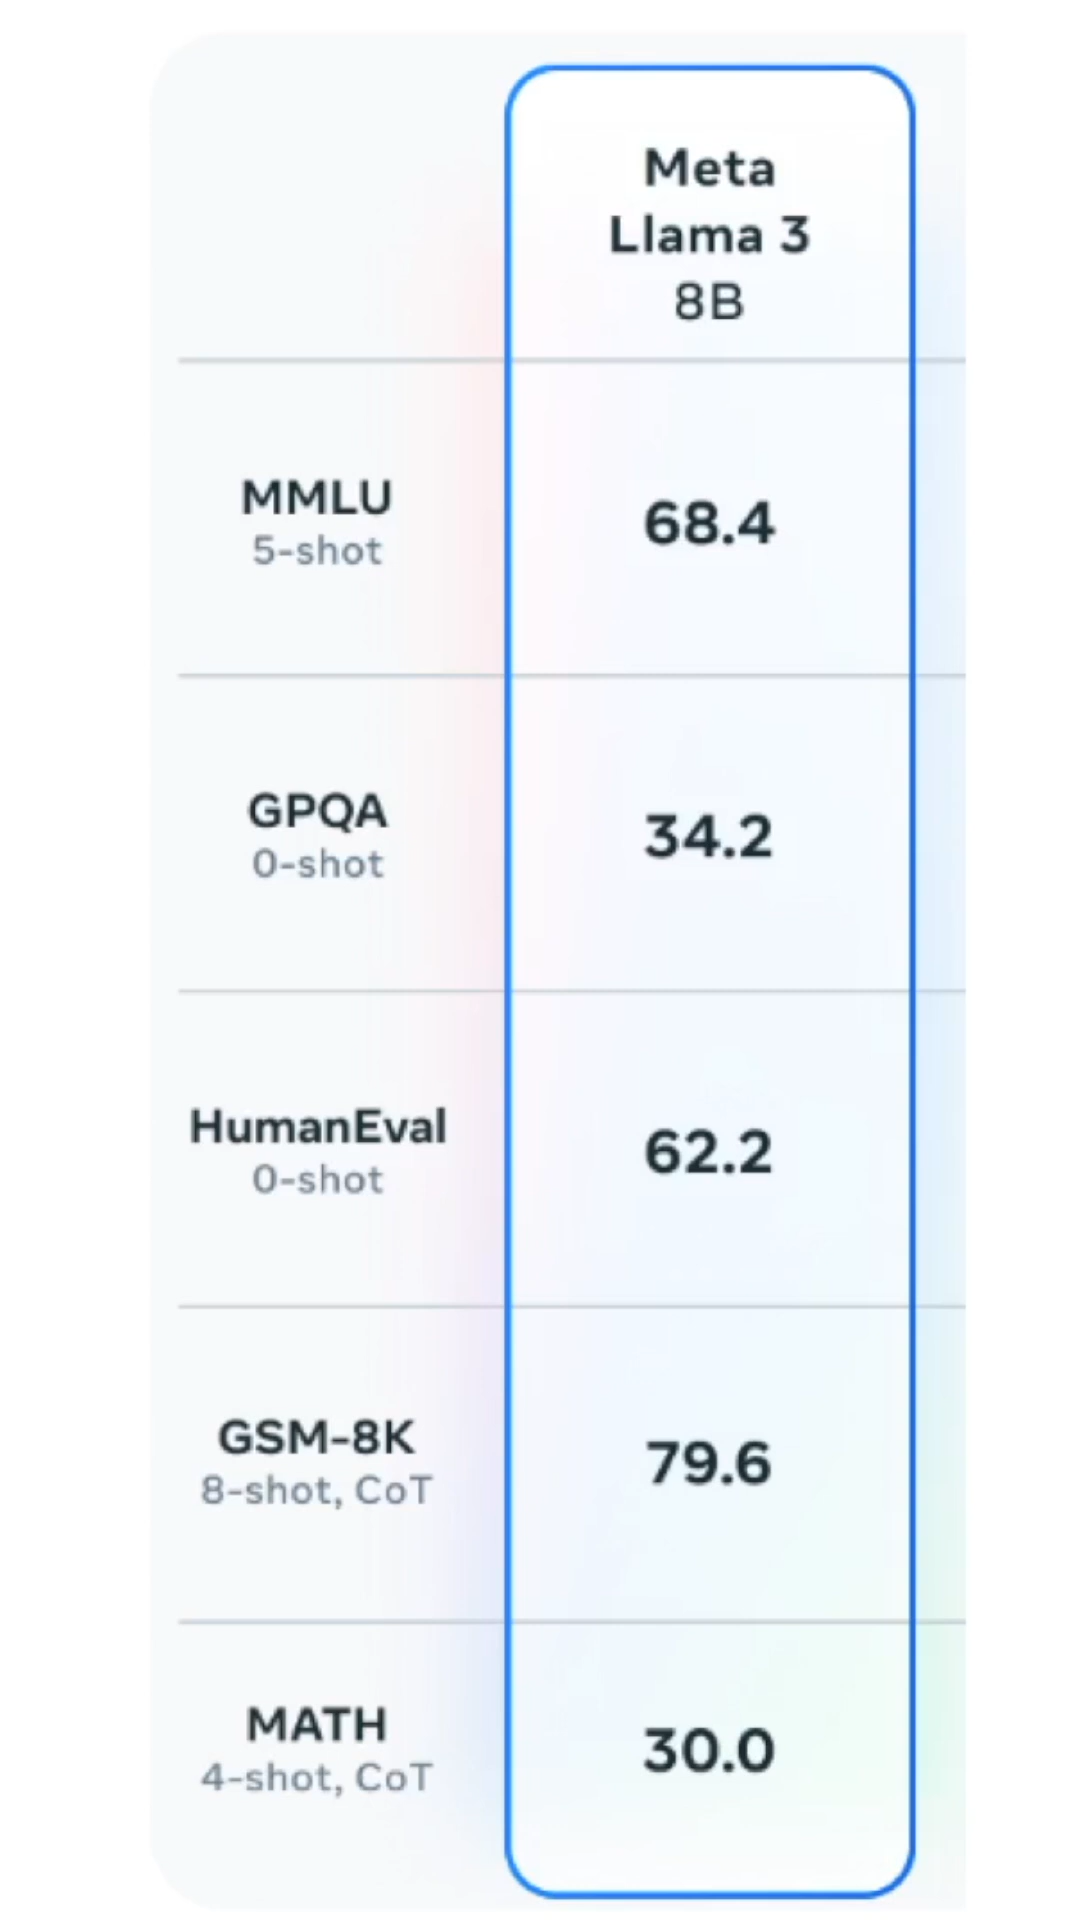 Meta
Llama 3
8B
MMLU
5-shot
68.4
GPQA
0-shot
34.2
HumanEval
0-shot
62.2
GSM-8K
8-shot, CoT
79.6
MATH
4-shot, CoT
30.0